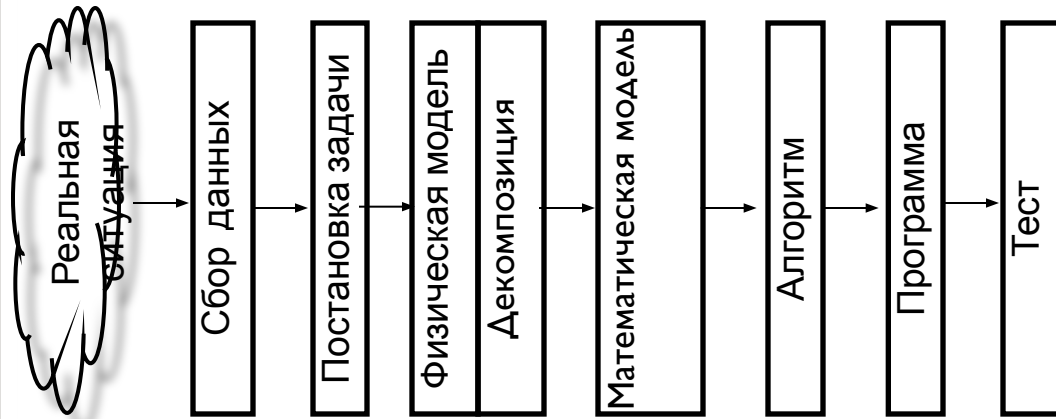 Реальная
ситуация
Сбор данных
Постановка задачи
Физическая модель
Декомпозиция
Математическая модель
Алгоритм
Программа
Тест